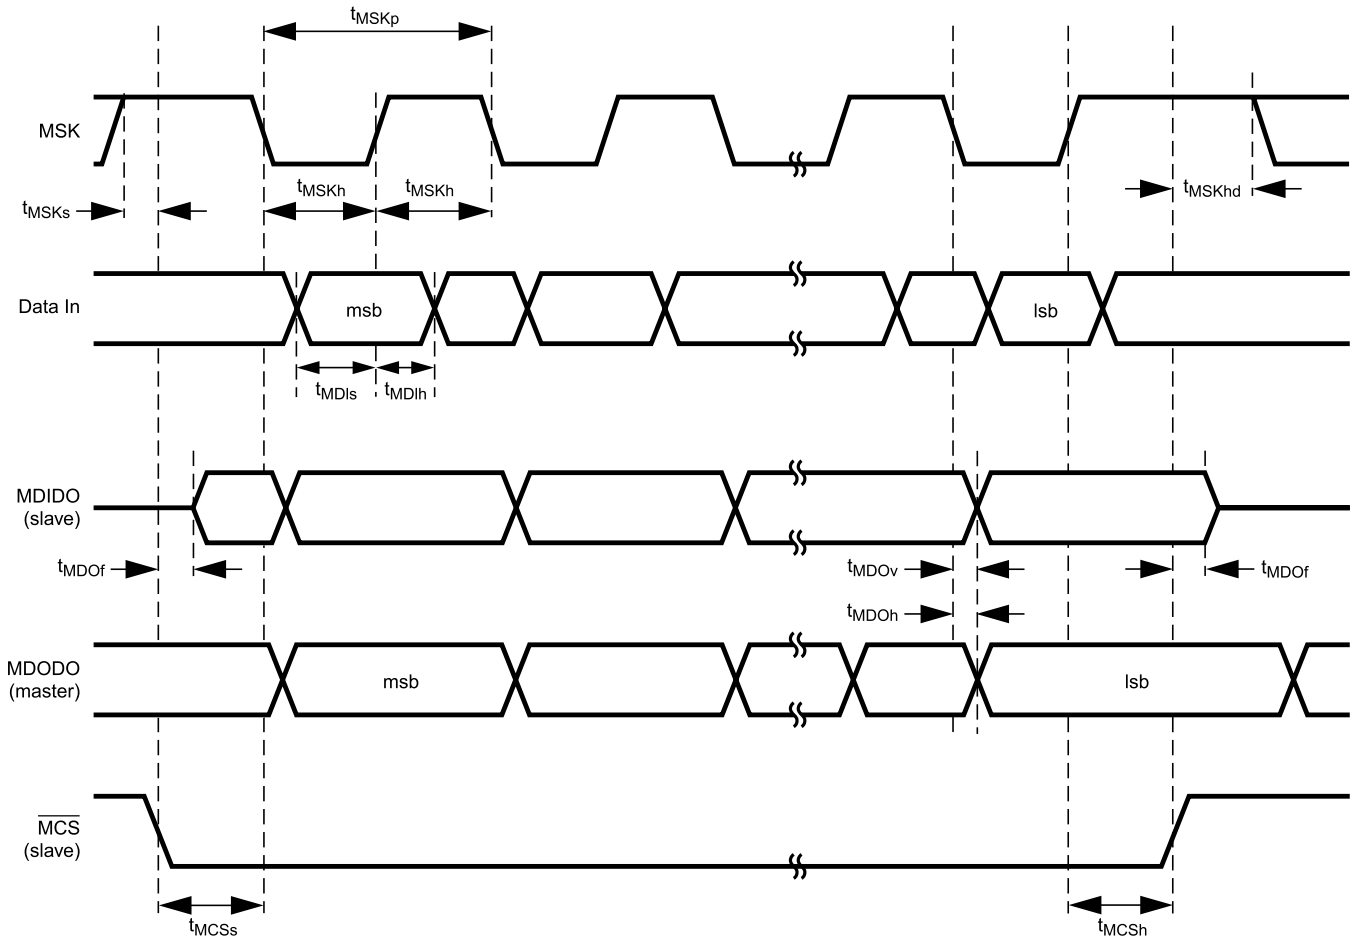 tMSKp
MSK
tMSKs
tMSKh
tMSKh
tMSKhd
Data In
msb
lsb
tMDIs
tMDIh
MDIDO
(slave)
tMDOf
tMDOv
tMDOf
tMDOh
MDODO
(master)
msb
lsb
MCS
(slave)
tMCSs
tMCSh